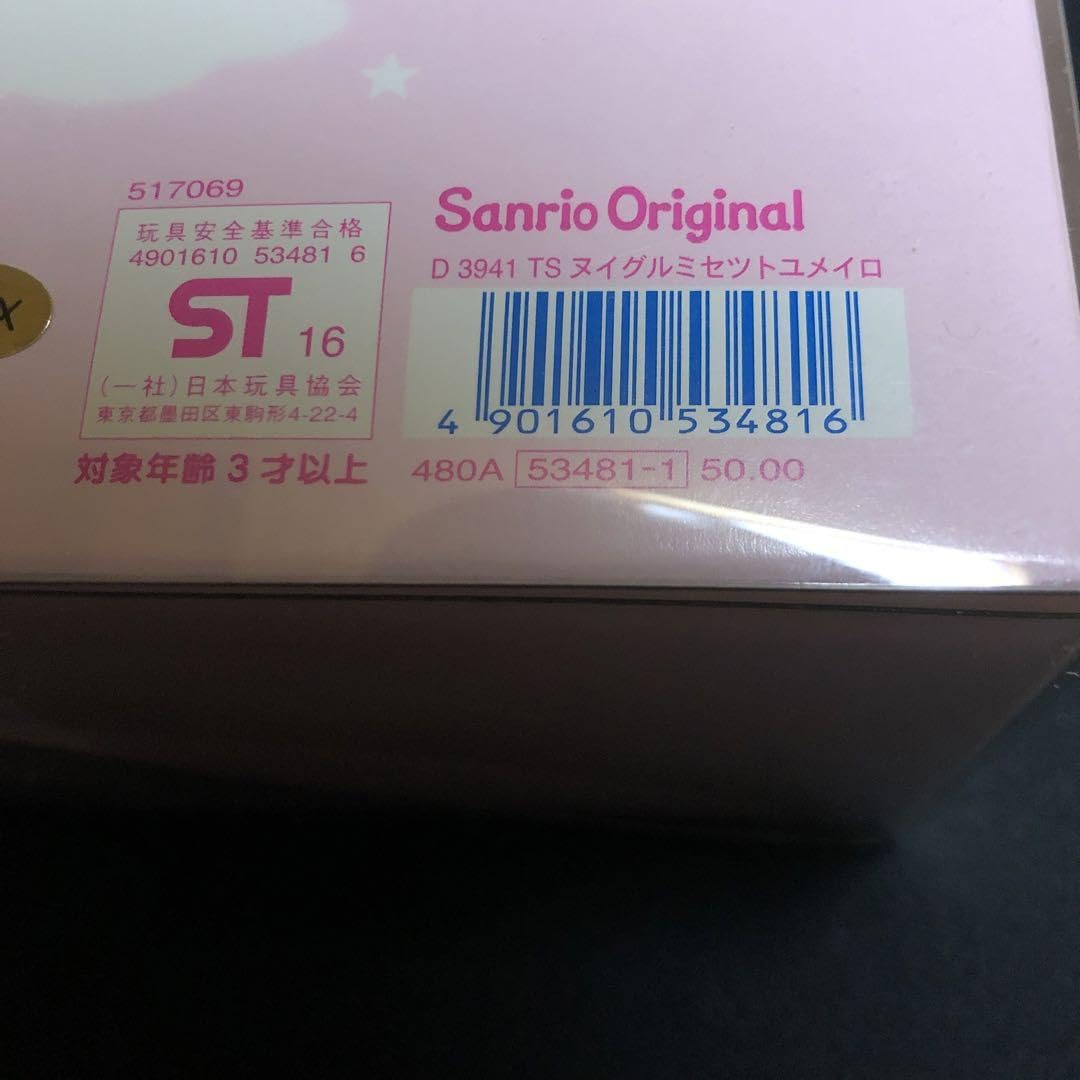 517069
玩具安全基準合格
4901610 53481 6
ST 16
(一社)日本玩具協会
東京都墨田区東駒形4-22-4
対象年齢3才以上
Sanrio Original
D 3941 TS ヌイグルミセツトユメイロ
4 901610 534816
480A 53481-1 50.00